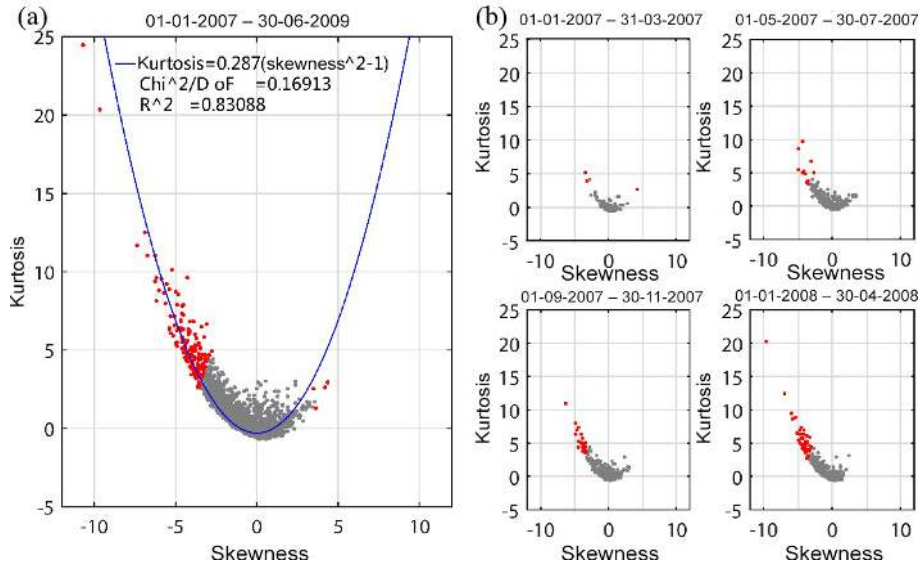 (a)
01-01-2007 – 30-06-2009
25
20
15
10
5
0
-5
Kurtosis
Kurtosis=0.287(skewness^2-1)
Chi^2/D oF =0.16913
R^2 =0.83088
-10 -5 0 5 10
Skewness
(b)
01-01-2007 – 31-03-2007
25
20
15
10
5
0
-5
Kurtosis
-10 0 10
Skewness
01-05-2007 – 30-07-2007
25
20
15
10
5
0
-5
Kurtosis
-10 0 10
Skewness
01-09-2007 – 30-11-2007
25
20
15
10
5
0
-5
Kurtosis
-10 0 10
Skewness
01-01-2008 – 30-04-2008
25
20
15
10
5
0
-5
Kurtosis
-10 0 10
Skewness